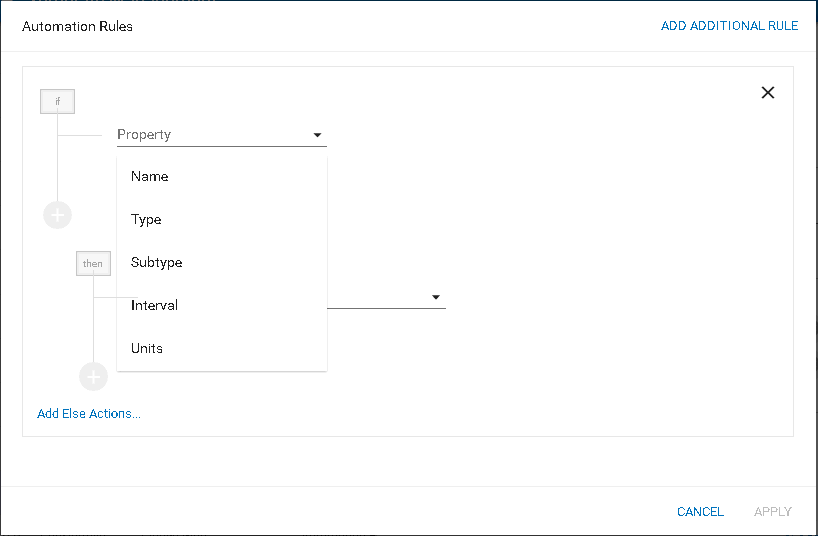 Automation Rules
ADD ADDITIONAL RULE
if
Property
Name
Type
Subtype
then
Interval
Units
Add Else Actions...
CANCEL
APPLY